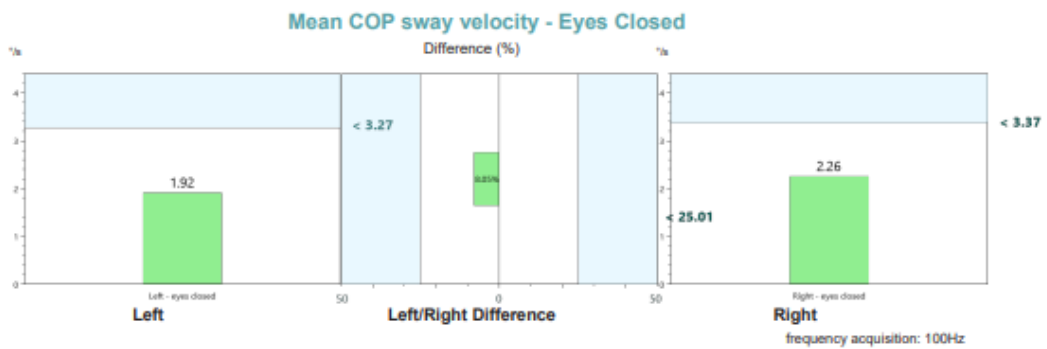 Mean COP sway velocity - Eyes Closed
°/s
Difference (%)
°/s
4
3
2
1
0
1.92
< 3.27
8.05%
< 25.01
4
3
2
1
0
2.26
< 3.37
Left - eyes closed
50
0
50
Right - eyes closed
Left
Left/Right Difference
Right
frequency acquisition: 100Hz